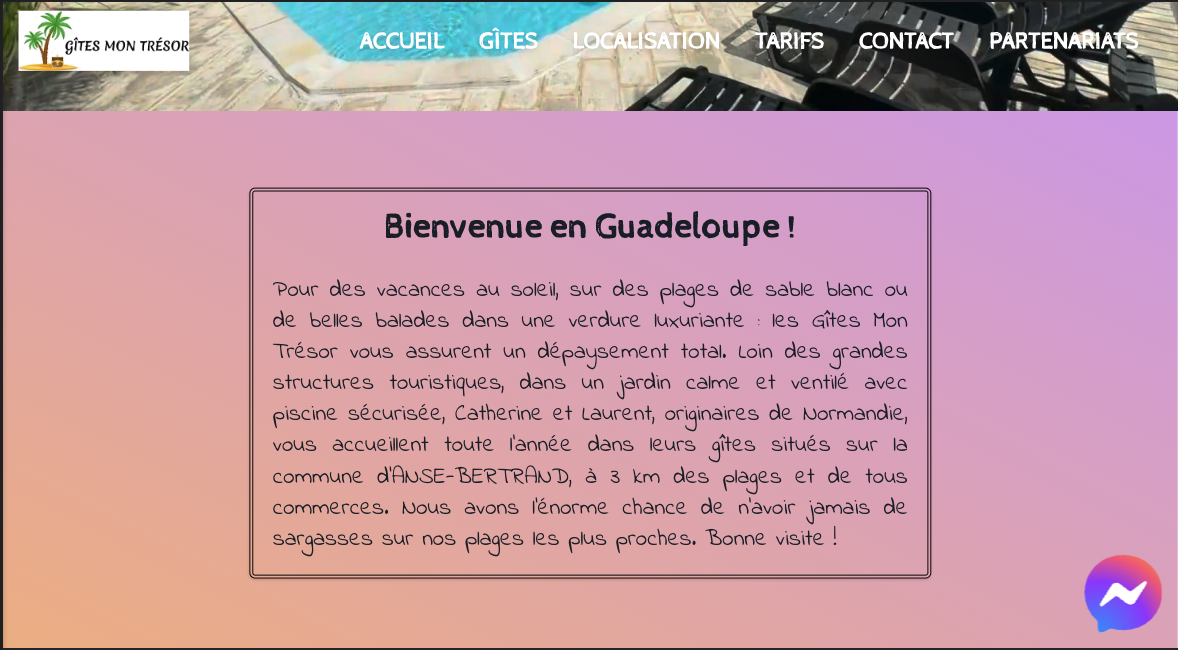 GÎTES MON TRÉSOR
ACCUEIL GÎTES LOCALISATION TARIFS CONTACT PARTENARIATS
Bienvenue en Guadeloupe !
Pour des vacances au soleil, sur des plages de sable blanc ou
de belles balades dans une verdure luxuriante : les Gîtes Mon
Trésor vous assurent un dépaysement total. Loin des grandes
structures touristiques, dans un jardin calme et ventilé avec
piscine sécurisée, Catherine et Laurent, originaires de Normandie,
vous accueillent toute l'année dans leurs gîtes situés sur la
commune d'ANSE-BERTRAND, à 3 km des plages et de tous
commerces. Nous avons l'énorme chance de n'avoir jamais de
sargasses sur nos plages les plus proches. Bonne visite !